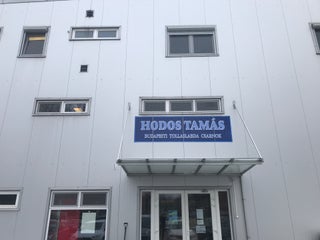 HODOS TAMÁS
BUDAPESTI TOLLASLABDA CSARNOK